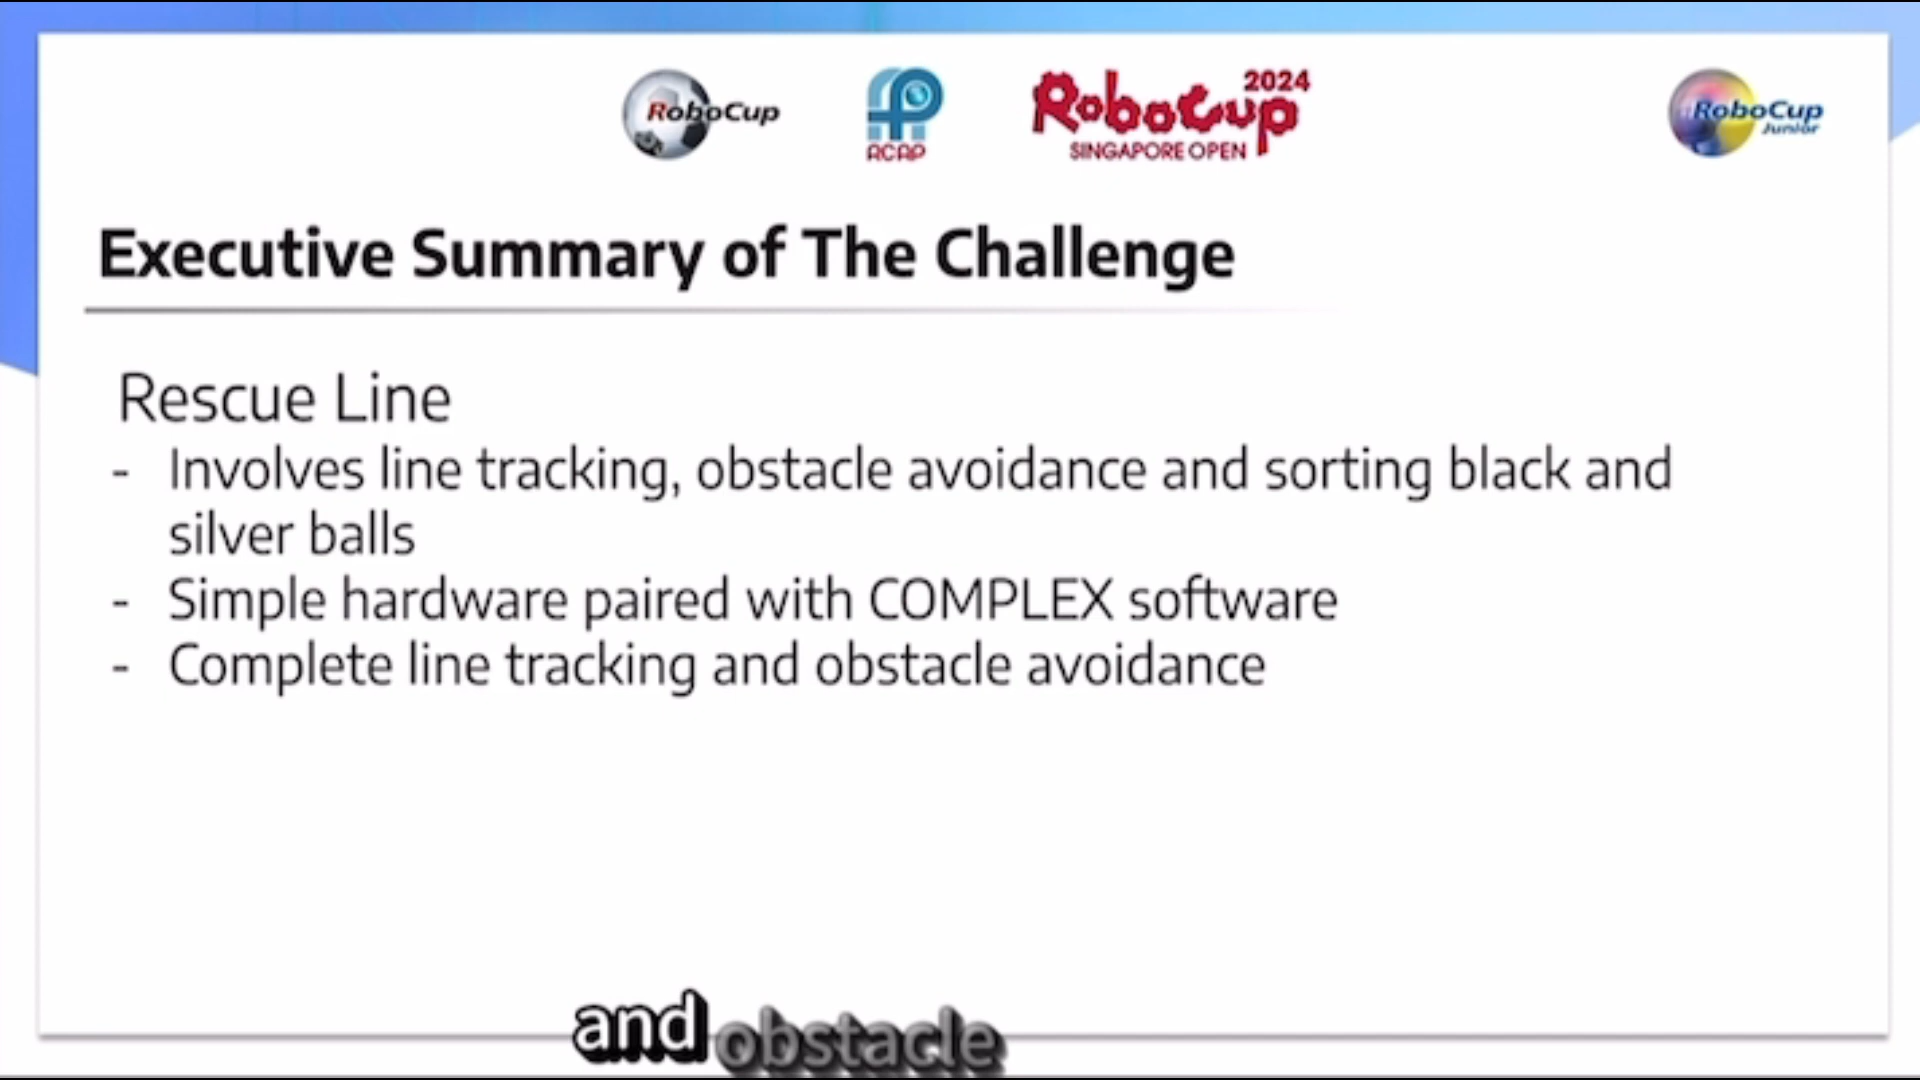 RoboCup
RCAP
RoboCup 2024
SINGAPORE OPEN
RoboCup
Junior
Executive Summary of The Challenge
Rescue Line
- Involves line tracking, obstacle avoidance and sorting black and
silver balls
- Simple hardware paired with COMPLEX software
- Complete line tracking and obstacle avoidance
and obstacle